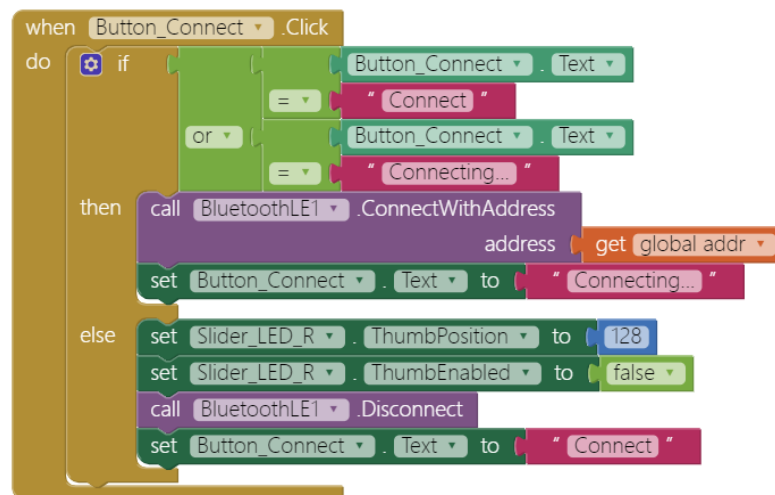 when Button_Connect .Click
do if Button_Connect . Text
= " Connect "
or Button_Connect . Text
= " Connecting... "
then call BluetoothLE1 .ConnectWithAddress
address get global addr
set Button_Connect . Text to " Connecting... "
else set Slider_LED_R . ThumbPosition to 128
set Slider_LED_R . ThumbEnabled to false
call BluetoothLE1 .Disconnect
set Button_Connect . Text to " Connect "